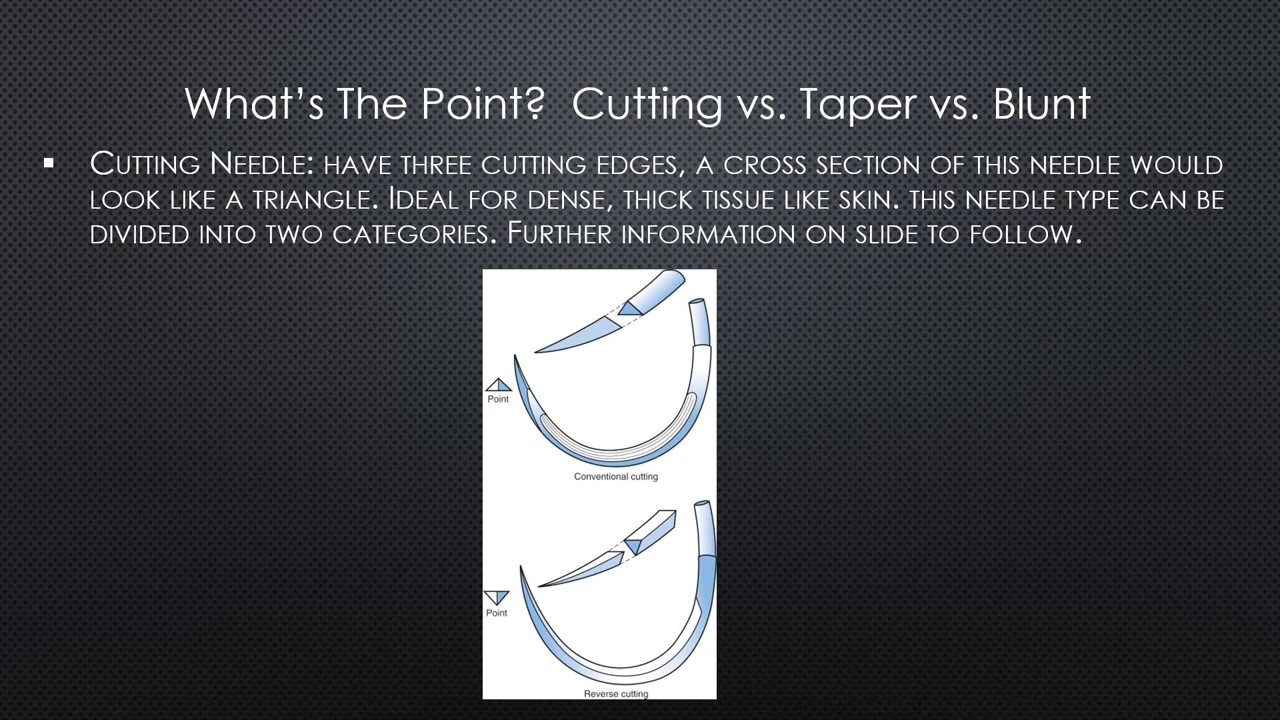 What's The Point?  Cutting vs. Taper vs. Blunt
▪ Cutting Needle: have three cutting edges, a cross section of this needle would
look like a triangle. Ideal for dense, thick tissue like skin. this needle type can be
divided into two categories. Further information on slide to follow.
Point
Conventional cutting
Point
Reverse cutting